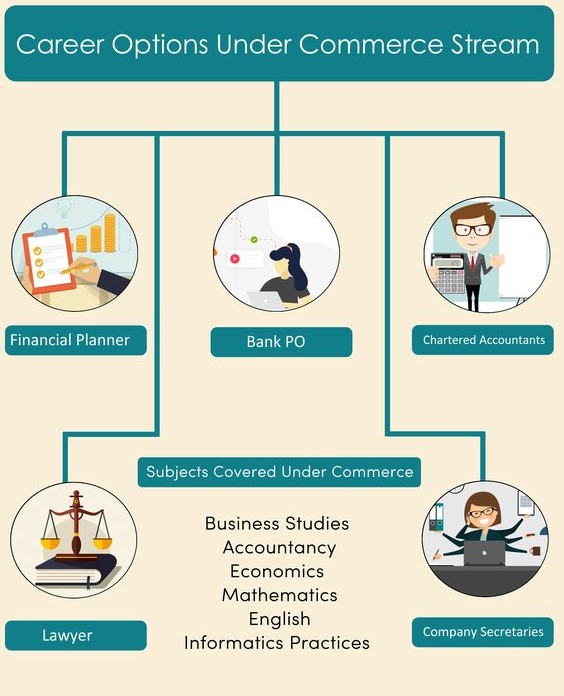 Career Options Under Commerce Stream
Financial Planner
Bank PO
Chartered Accountants
Subjects Covered Under Commerce
Business Studies
Accountancy
Economics
Mathematics
English
Informatics Practices
Lawyer
Company Secretaries